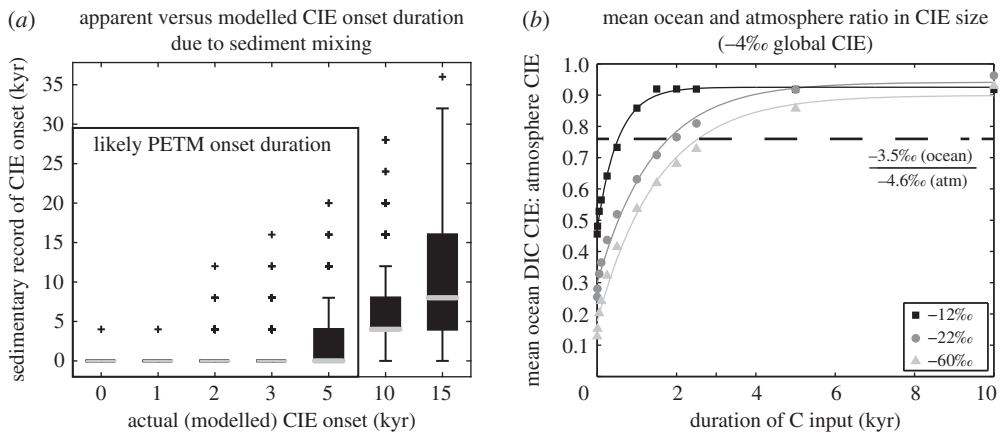 (a) apparent versus modelled CIE onset duration
due to sediment mixing
sedimentary record of CIE onset (kyr)
35
30
25
20
15
10
5
0
likely PETM onset duration
0 1 2 3 5 10 15
actual (modelled) CIE onset (kyr)
(b) mean ocean and atmosphere ratio in CIE size
(–4‰ global CIE)
mean ocean DIC CIE: atmosphere CIE
1.0
0.9
0.8
0.7
0.6
0.5
0.4
0.3
0.2
0.1
–3.5‰ (ocean)
–4.6‰ (atm)
–12‰
–22‰
–60‰
0 2 4 6 8 10
duration of C input (kyr)